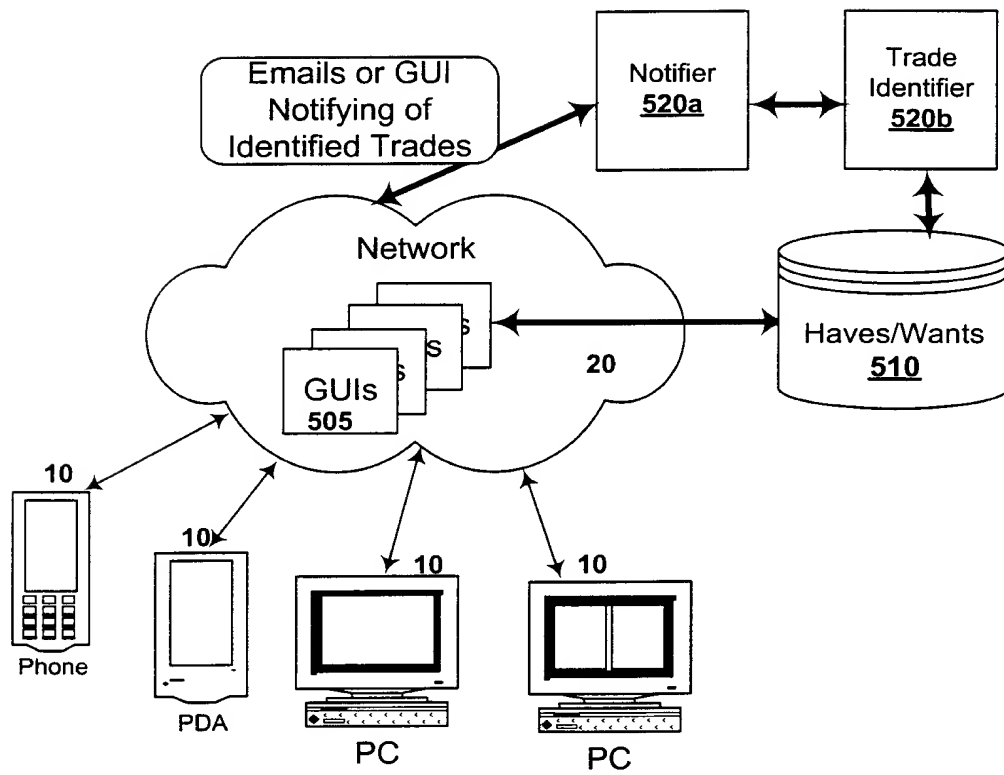 Emails or GUI
Notifying of
Identified Trades
Notifier
520a
Trade
Identifier
520b
Network
s
s
s
GUIs
505
20
Haves/Wants
510
10
Phone
10
PDA
10
PC
10
PC